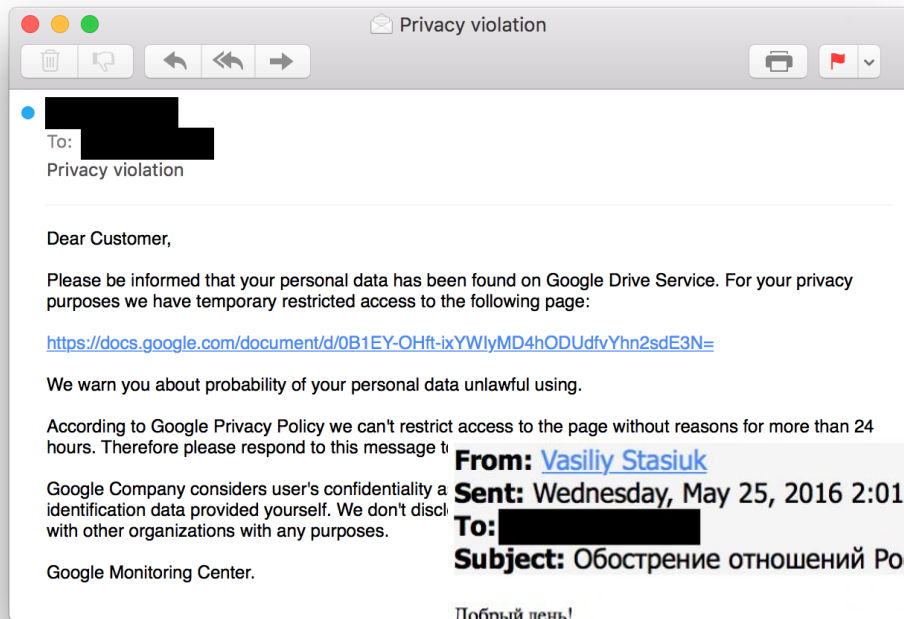 Privacy violation
To:
Privacy violation
Dear Customer,
Please be informed that your personal data has been found on Google Drive Service. For your privacy
purposes we have temporary restricted access to the following page:
https://docs.google.com/document/d/0B1EY-OHft-ixYWIyMD4hODUdfvYhn2sdE3N=
We warn you about probability of your personal data unlawful using.
According to Google Privacy Policy we can't restrict access to the page without reasons for more than 24
hours. Therefore please respond to this message
Google Company considers user's confidentiality a
identification data provided yourself. We don't discl
with other organizations with any purposes.
Google Monitoring Center.
From: Vasiliy Stasiuk
Sent: Wednesday, May 25, 2016 2:01
To:
Subject: Обострение отношений Ро
Добрый день!